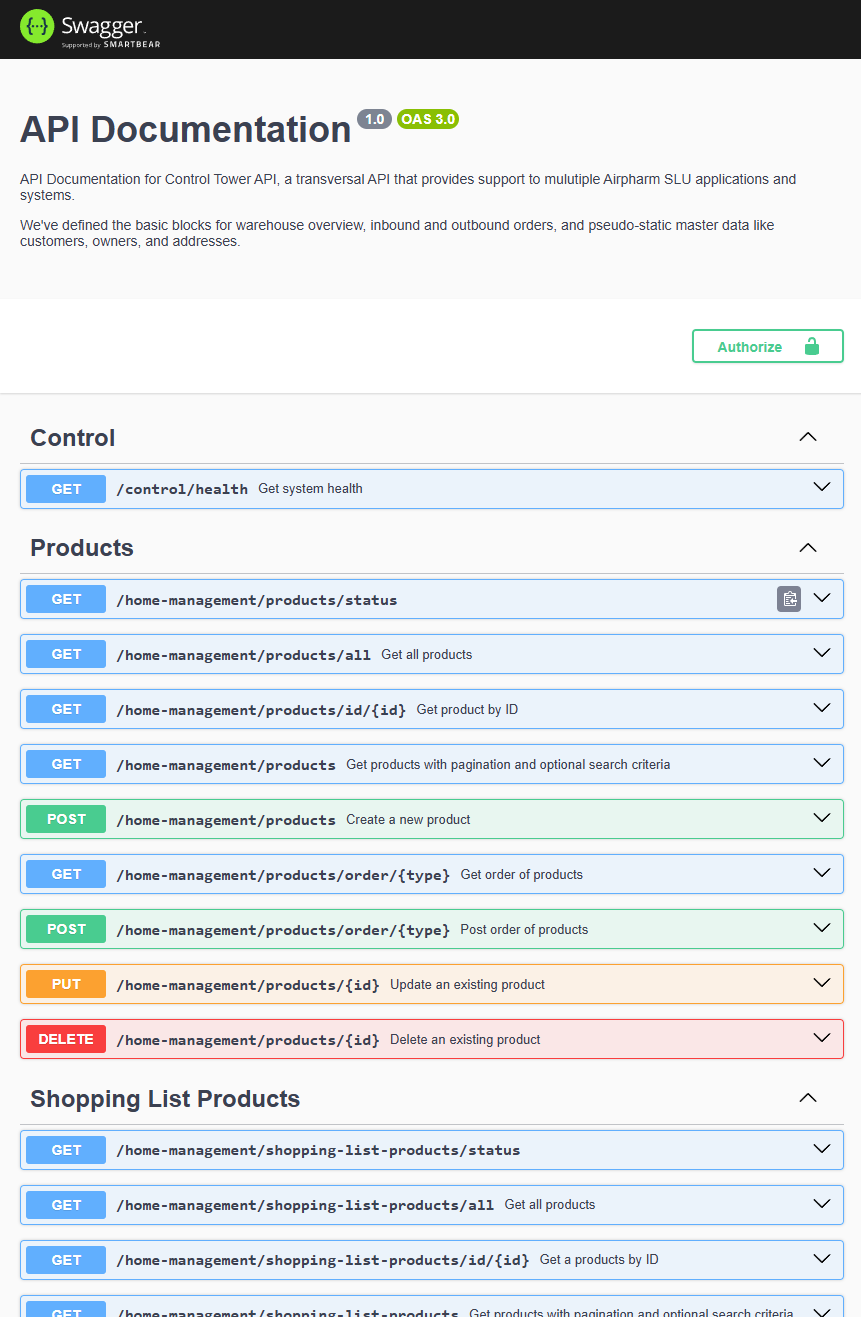 Swagger.
Supported by SMARTBEAR
API Documentation 1.0 OAS 3.0
API Documentation for Control Tower API, a transversal API that provides support to mulutiple Airpharm SLU applications and
systems.
We've defined the basic blocks for warehouse overview, inbound and outbound orders, and pseudo-static master data like
customers, owners, and addresses.
Authorize
Control
GET /control/health Get system health
Products
GET /home-management/products/status
GET /home-management/products/all Get all products
GET /home-management/products/id/{id} Get product by ID
GET /home-management/products Get products with pagination and optional search criteria
POST /home-management/products Create a new product
GET /home-management/products/order/{type} Get order of products
POST /home-management/products/order/{type} Post order of products
PUT /home-management/products/{id} Update an existing product
DELETE /home-management/products/{id} Delete an existing product
Shopping List Products
GET /home-management/shopping-list-products/status
GET /home-management/shopping-list-products/all Get all products
GET /home-management/shopping-list-products/id/{id} Get a products by ID
GET /home-management/shopping-list-products Get products with pagination and optional search criteria